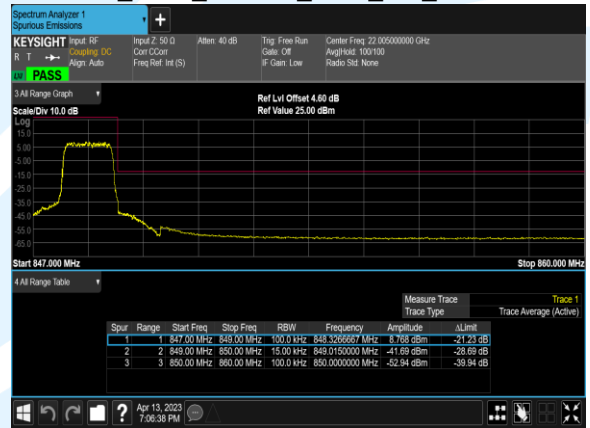 Spectrum Analyzer 1
Spurious Emissions
+
KEYSIGHT Input: RF Input Z: 50 Ω Atten: 40 dB Trig: Free Run Center Freq: 22.005000000 GHz
R T Coupling: DC Corr CCorr Gate: Off Avg|Hold: 100/100
Align: Auto Freq Ref: Int (S) IF Gain: Low Radio Std: None
PASS
3 All Range Graph
Ref Lvl Offset 4.60 dB
Scale/Div 10.0 dB Ref Value 25.00 dBm
Log
15.0
5.00
-5.00
-15.0
-25.0
-35.0
-45.0
-55.0
-65.0
Start 847.000 MHz Stop 860.000 MHz
4 All Range Table
Measure Trace Trace 1
Trace Type Trace Average (Active)
Spur Range Start Freq Stop Freq RBW Frequency Amplitude ΔLimit
1 1 847.00 MHz 849.00 MHz 100.0 kHz 848.3266667 MHz 8.768 dBm -21.23 dB
2 2 849.00 MHz 850.00 MHz 15.00 kHz 849.0150000 MHz -41.69 dBm -28.69 dB
3 3 850.00 MHz 860.00 MHz 100.0 kHz 850.0000000 MHz -52.94 dBm -39.94 dB
? Apr 13, 2023
7:06:38 PM